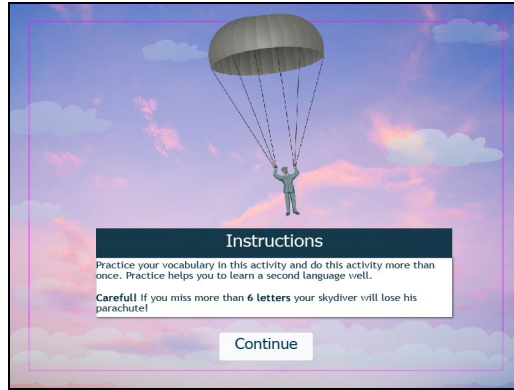 Instructions
Practice your vocabulary in this activity and do this activity more than
once. Practice helps you to learn a second language well.
Careful! If you miss more than 6 letters your skydiver will lose his
parachute!
Continue